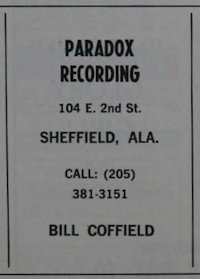 PARADOX
RECORDING
104 E. 2nd St.
SHEFFIELD, ALA.
CALL: (205)
381-3151
BILL COFFIELD